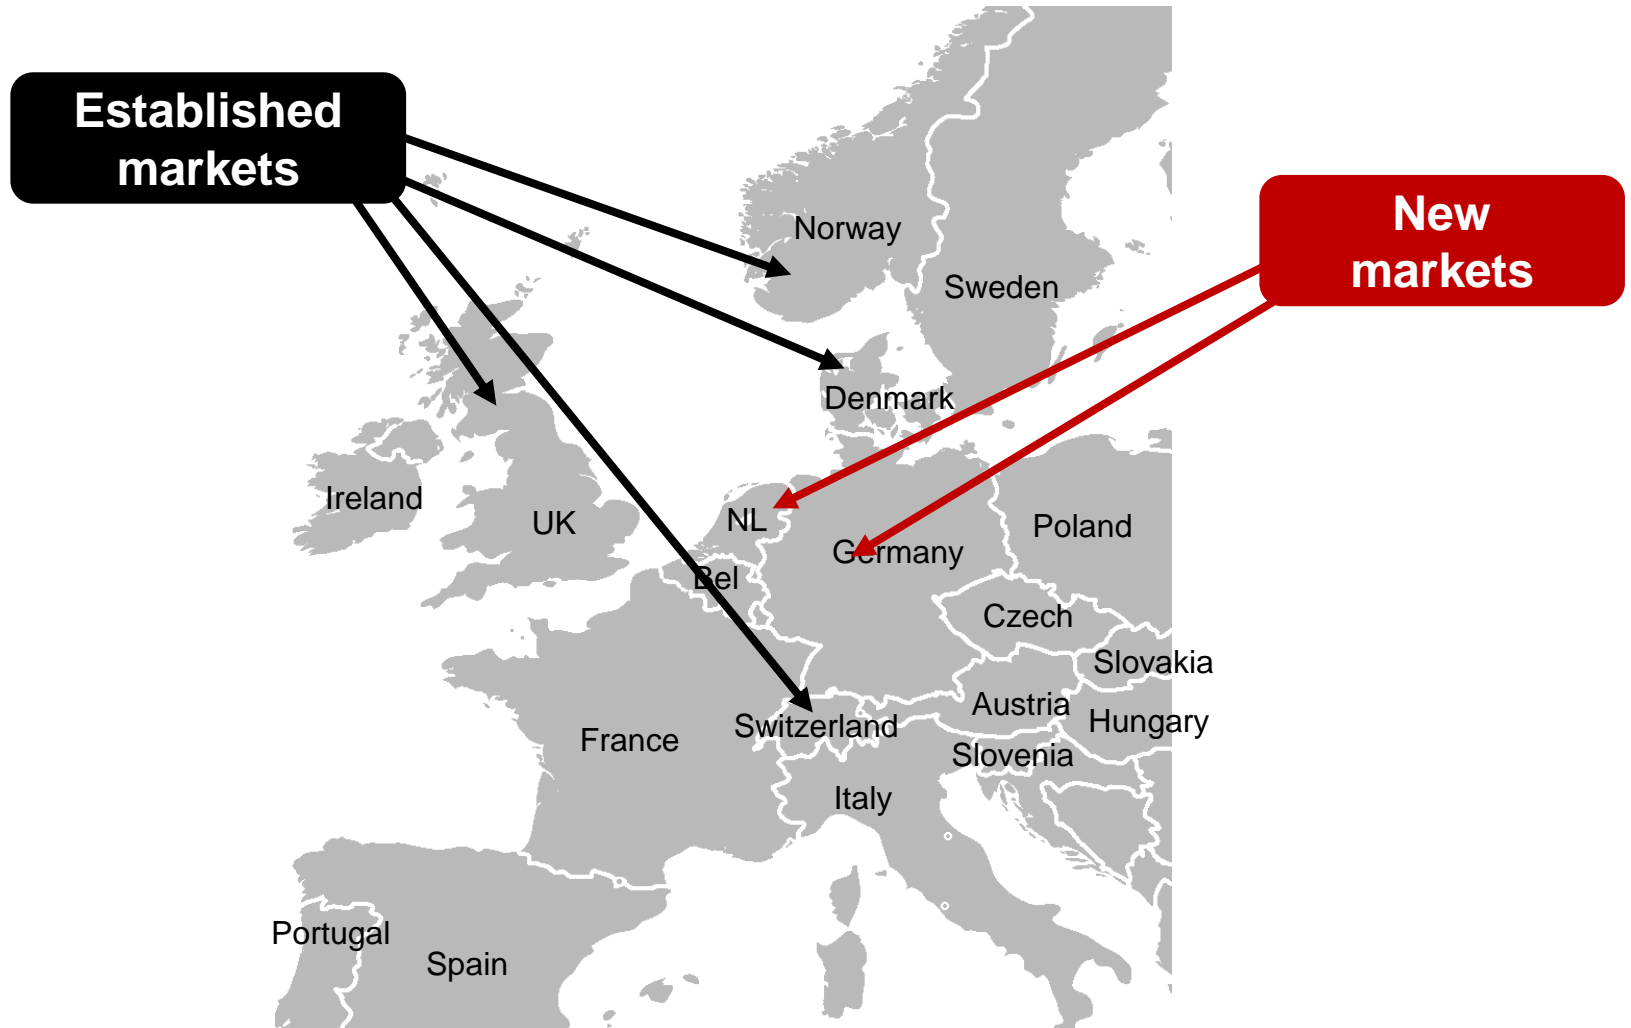 Established
markets
New
markets
Norway
Sweden
Denmark
Ireland
UK
NL
Germany
Poland
Bel
Czech
Slovakia
Austria
Hungary
Switzerland
France
Slovenia
Italy
Portugal
Spain